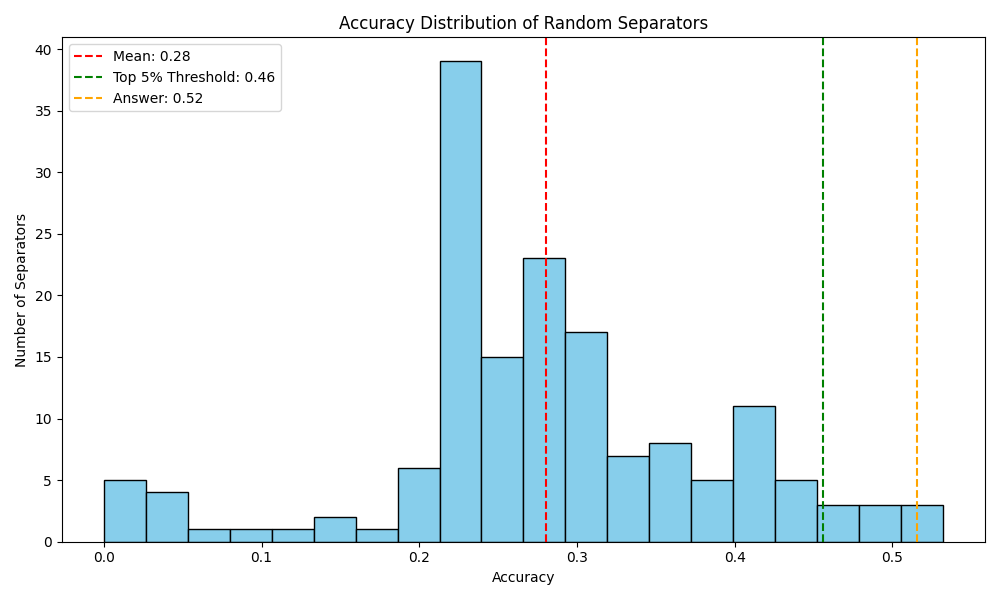 Accuracy Distribution of Random Separators
Mean: 0.28
Top 5% Threshold: 0.46
Answer: 0.52
Number of Separators
40
35
30
25
20
15
10
5
0
0.0 0.1 0.2 0.3 0.4 0.5
Accuracy